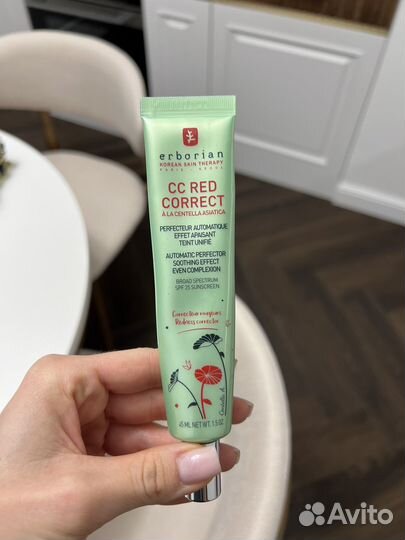 erborian
KOREAN SKIN THERAPY
PARIS - SEOUL
CC RED
CORRECT
À LA CENTELLA ASIATICA
PERFECTEUR AUTOMATIQUE
EFFET APAISANT
TEINT UNIFIÉ
AUTOMATIC PERFECTOR
SOOTHING EFFECT
EVEN COMPLEXION
BROAD SPECTRUM
SPF 25 SUNSCREEN
Correcteur rougeurs
Redness corrector
45 ML NET WT. 1.5 OZ
Avito